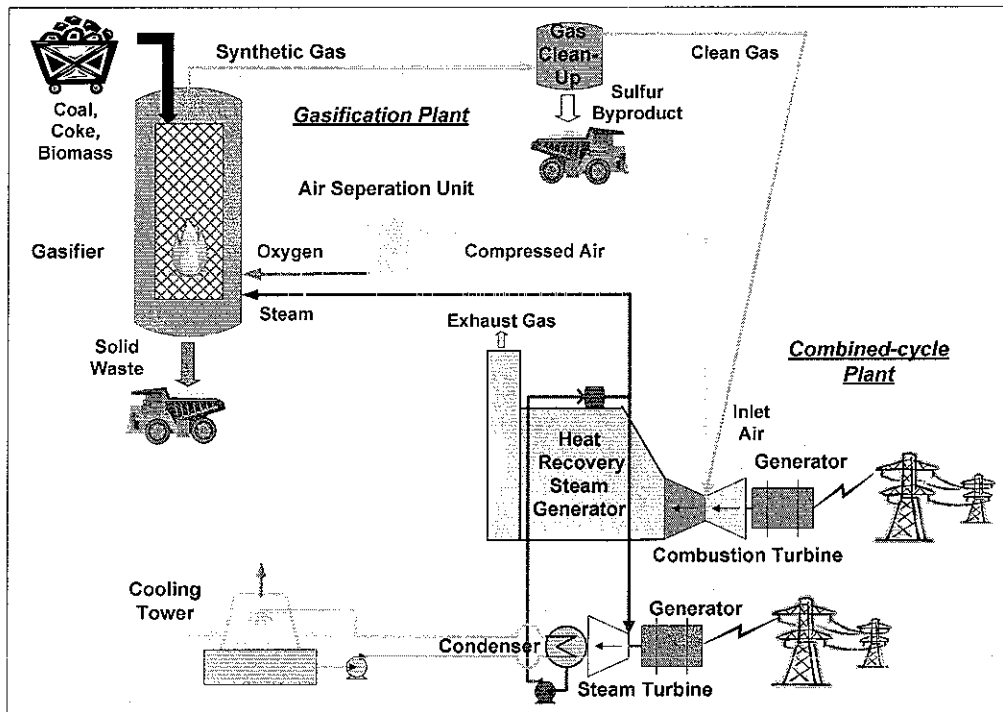 Synthetic Gas
Gas
Clean-
Up
Clean Gas
Coal,
Coke,
Biomass
Gasification Plant
Sulfur
Byproduct
Air Seperation Unit
Gasifier
Oxygen
Compressed Air
Steam
Exhaust Gas
Solid
Waste
Combined-cycle
Plant
Inlet
Air
Heat
Recovery
Steam
Generator
Generator
Combustion Turbine
Cooling
Tower
Generator
Condenser
Steam Turbine